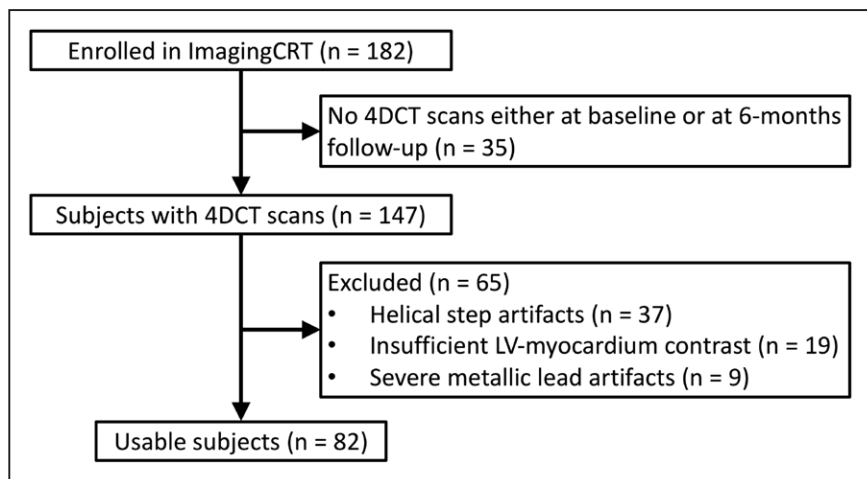 Enrolled in ImagingCRT (n = 182)
No 4DCT scans either at baseline or at 6-months
follow-up (n = 35)
Subjects with 4DCT scans (n = 147)
Excluded (n = 65)
• Helical step artifacts (n = 37)
• Insufficient LV-myocardium contrast (n = 19)
• Severe metallic lead artifacts (n = 9)
Usable subjects (n = 82)